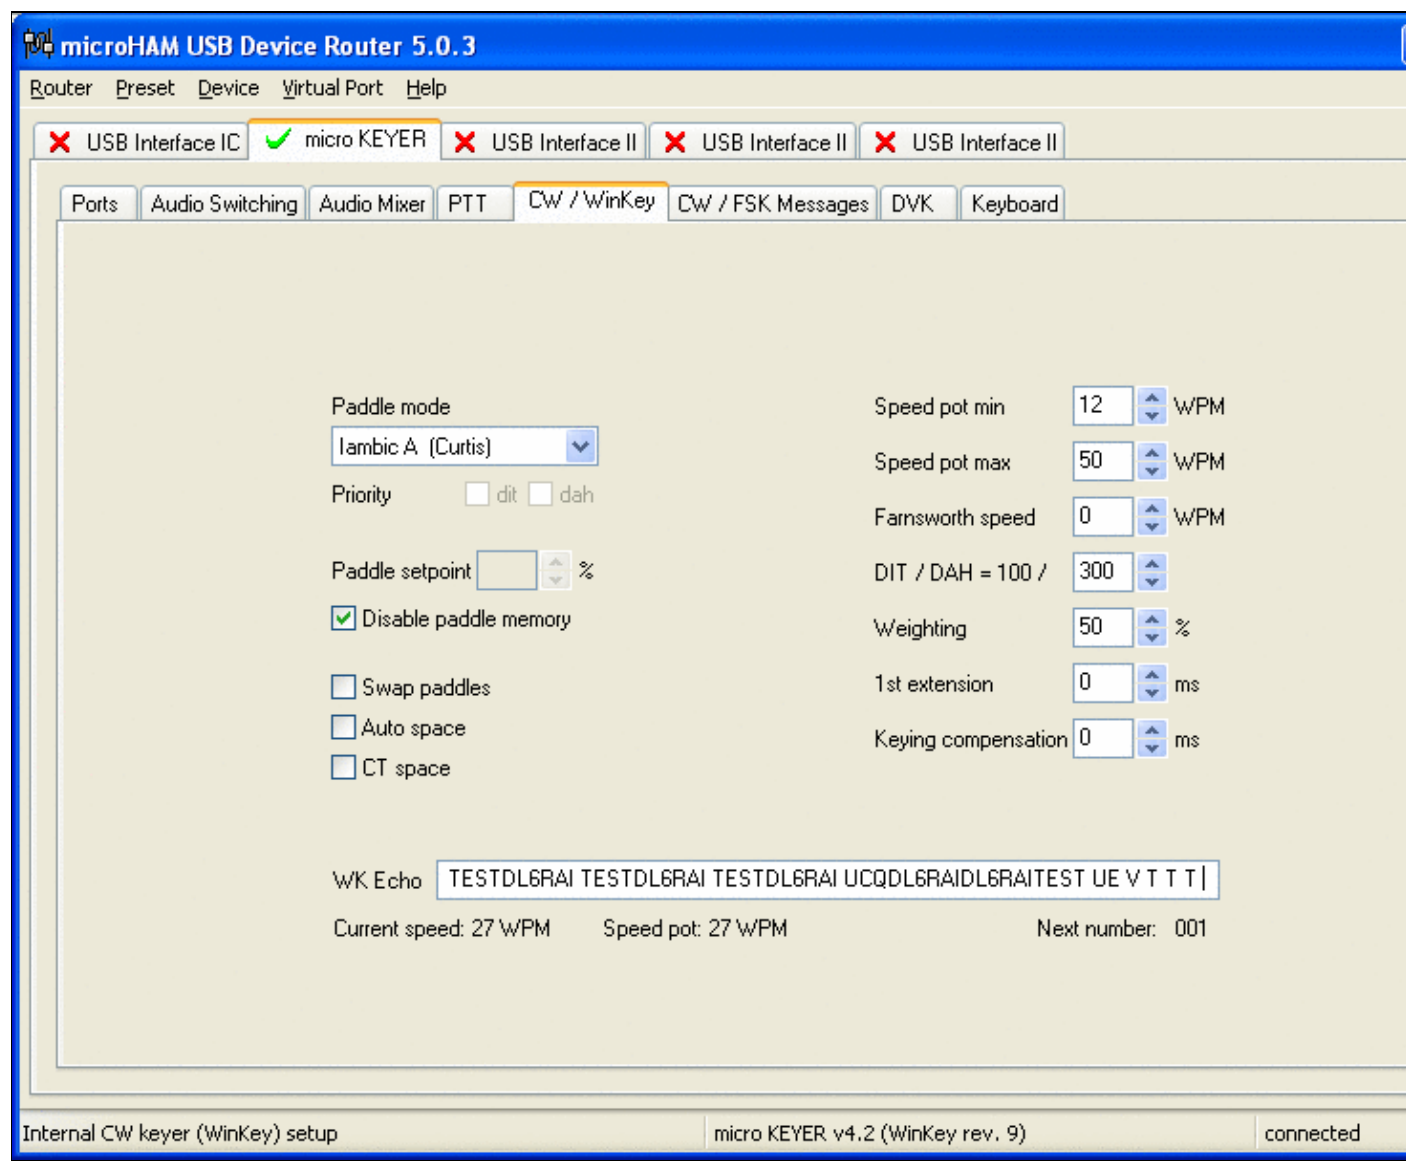 microHAM USB Device Router 5.0.3
Router Preset Device Virtual Port Help
USB Interface IC micro KEYER USB Interface II USB Interface II USB Interface II
Ports Audio Switching Audio Mixer PTT CW / WinKey CW / FSK Messages DVK Keyboard
Paddle mode
Iambic A (Curtis)
Priority dit dah
Paddle setpoint %
Disable paddle memory
Swap paddles
Auto space
CT space
Speed pot min 12 WPM
Speed pot max 50 WPM
Farnsworth speed 0 WPM
DIT / DAH = 100 / 300
Weighting 50 %
1st extension 0 ms
Keying compensation 0 ms
WK Echo TESTDL6RAI TESTDL6RAI TESTDL6RAI UCQDL6RAIDL6RAITEST UE V T T T
Current speed: 27 WPM Speed pot: 27 WPM Next number: 001
Internal CW keyer (WinKey) setup micro KEYER v4.2 (WinKey rev. 9) connected